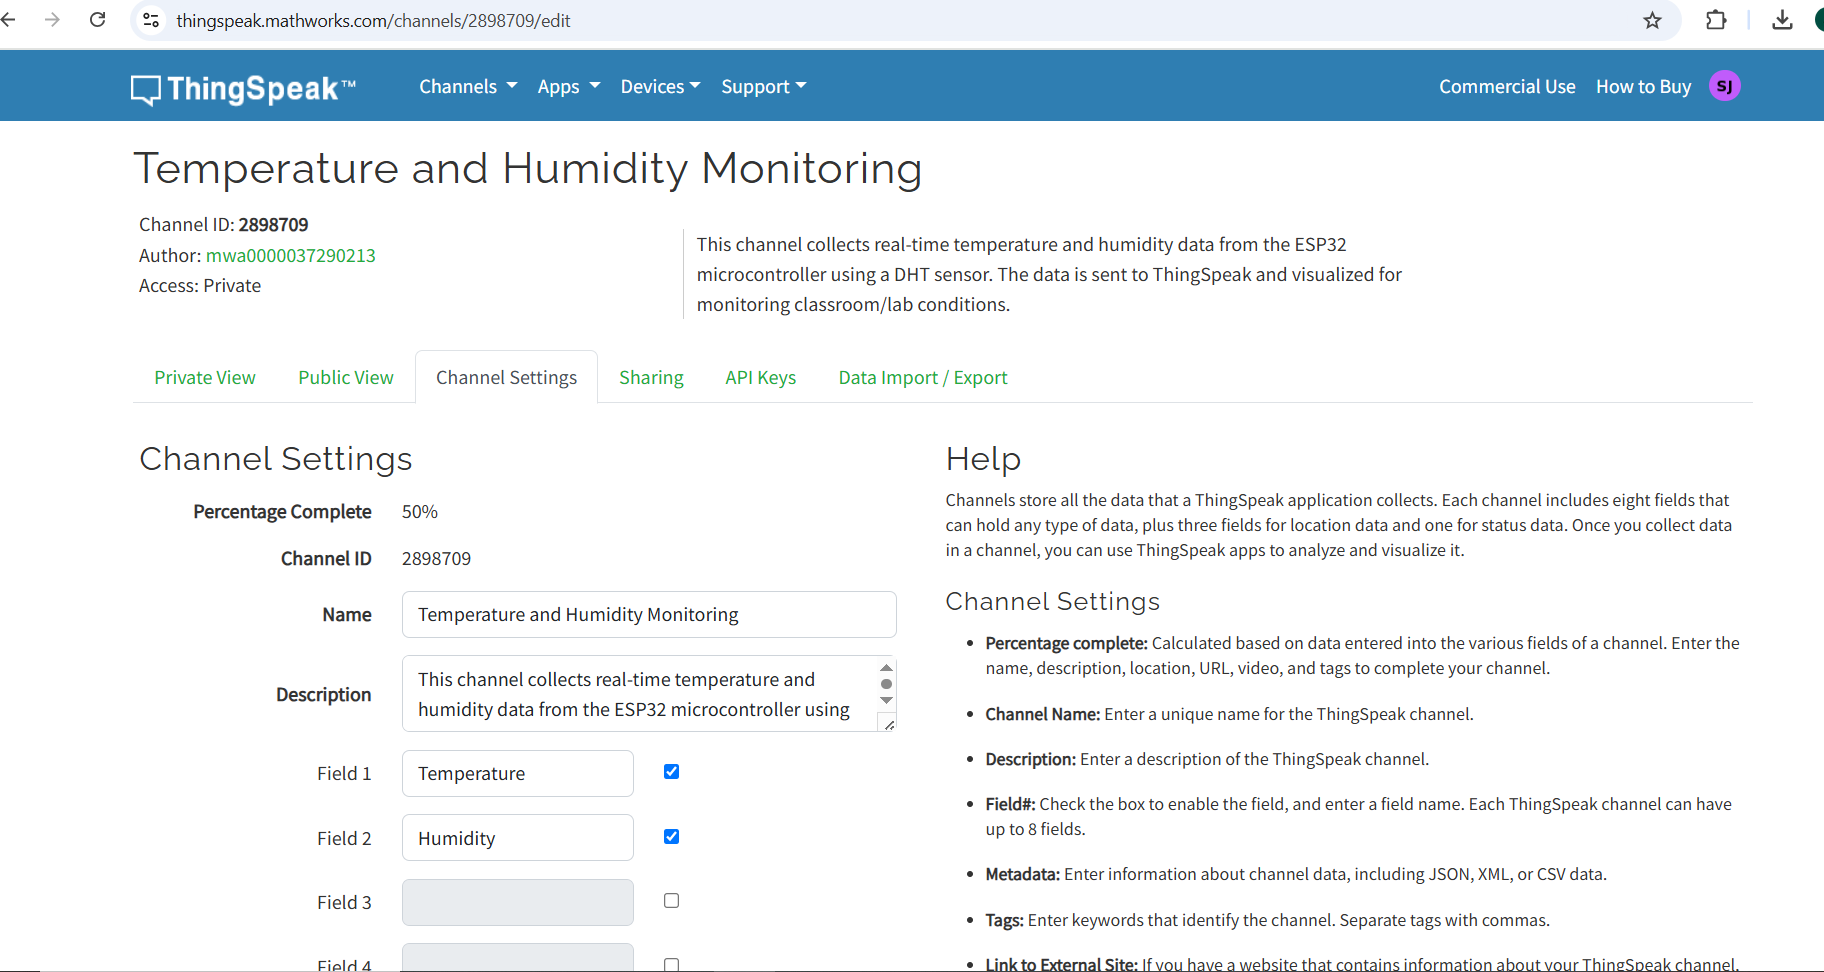 thingspeak.mathworks.com/channels/2898709/edit
ThingSpeak™
Channels
Apps
Devices
Support
Commercial Use
How to Buy
SJ
Temperature and Humidity Monitoring
Channel ID: 2898709
Author: mwa0000037290213
Access: Private
This channel collects real-time temperature and humidity data from the ESP32
microcontroller using a DHT sensor. The data is sent to ThingSpeak and visualized for
monitoring classroom/lab conditions.
Private View
Public View
Channel Settings
Sharing
API Keys
Data Import / Export
Channel Settings
Percentage Complete 50%
Channel ID 2898709
Name Temperature and Humidity Monitoring
Description
This channel collects real-time temperature and
humidity data from the ESP32 microcontroller using
Field 1 Temperature
Field 2 Humidity
Field 3
Field 4
Help
Channels store all the data that a ThingSpeak application collects. Each channel includes eight fields that
can hold any type of data, plus three fields for location data and one for status data. Once you collect data
in a channel, you can use ThingSpeak apps to analyze and visualize it.
Channel Settings
• Percentage complete: Calculated based on data entered into the various fields of a channel. Enter the
name, description, location, URL, video, and tags to complete your channel.
• Channel Name: Enter a unique name for the ThingSpeak channel.
• Description: Enter a description of the ThingSpeak channel.
• Field#: Check the box to enable the field, and enter a field name. Each ThingSpeak channel can have
up to 8 fields.
• Metadata: Enter information about channel data, including JSON, XML, or CSV data.
• Tags: Enter keywords that identify the channel. Separate tags with commas.
• Link to External Site: If you have a website that contains information about your ThingSpeak channel,